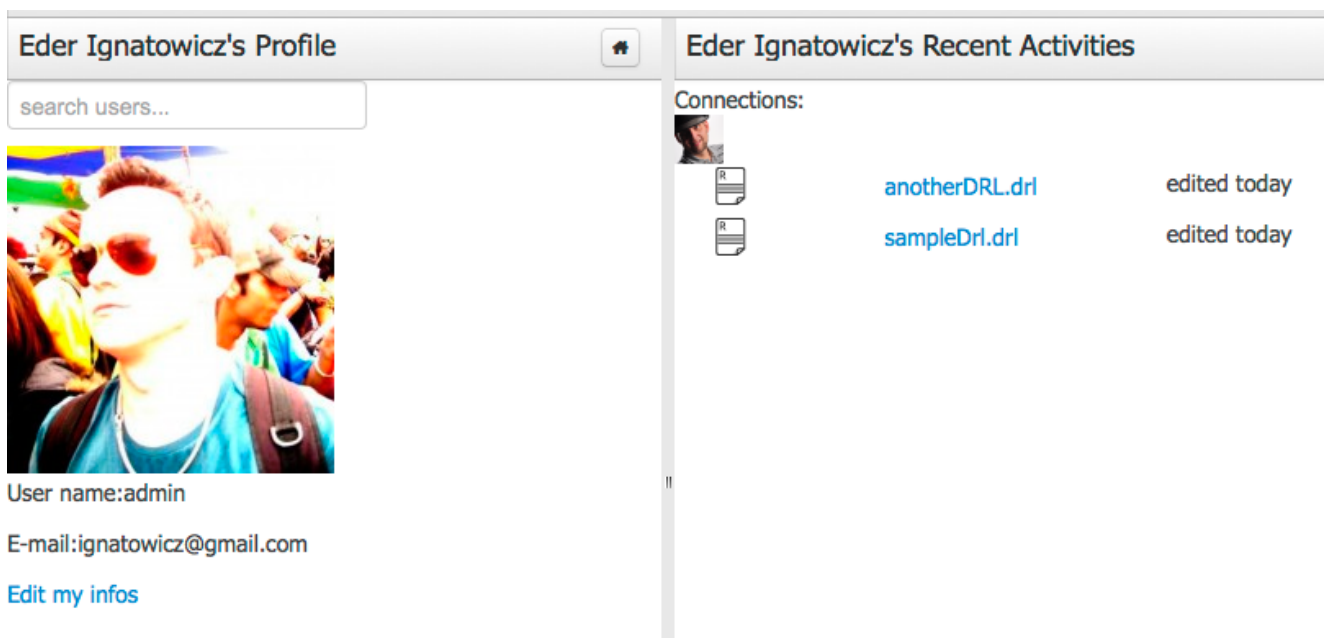 Eder Ignatowicz's Profile
search users...
User name:admin
E-mail:ignatowicz@gmail.com
Edit my infos
Eder Ignatowicz's Recent Activities
Connections:
R anotherDRL.drl edited today
R sampleDrl.drl edited today